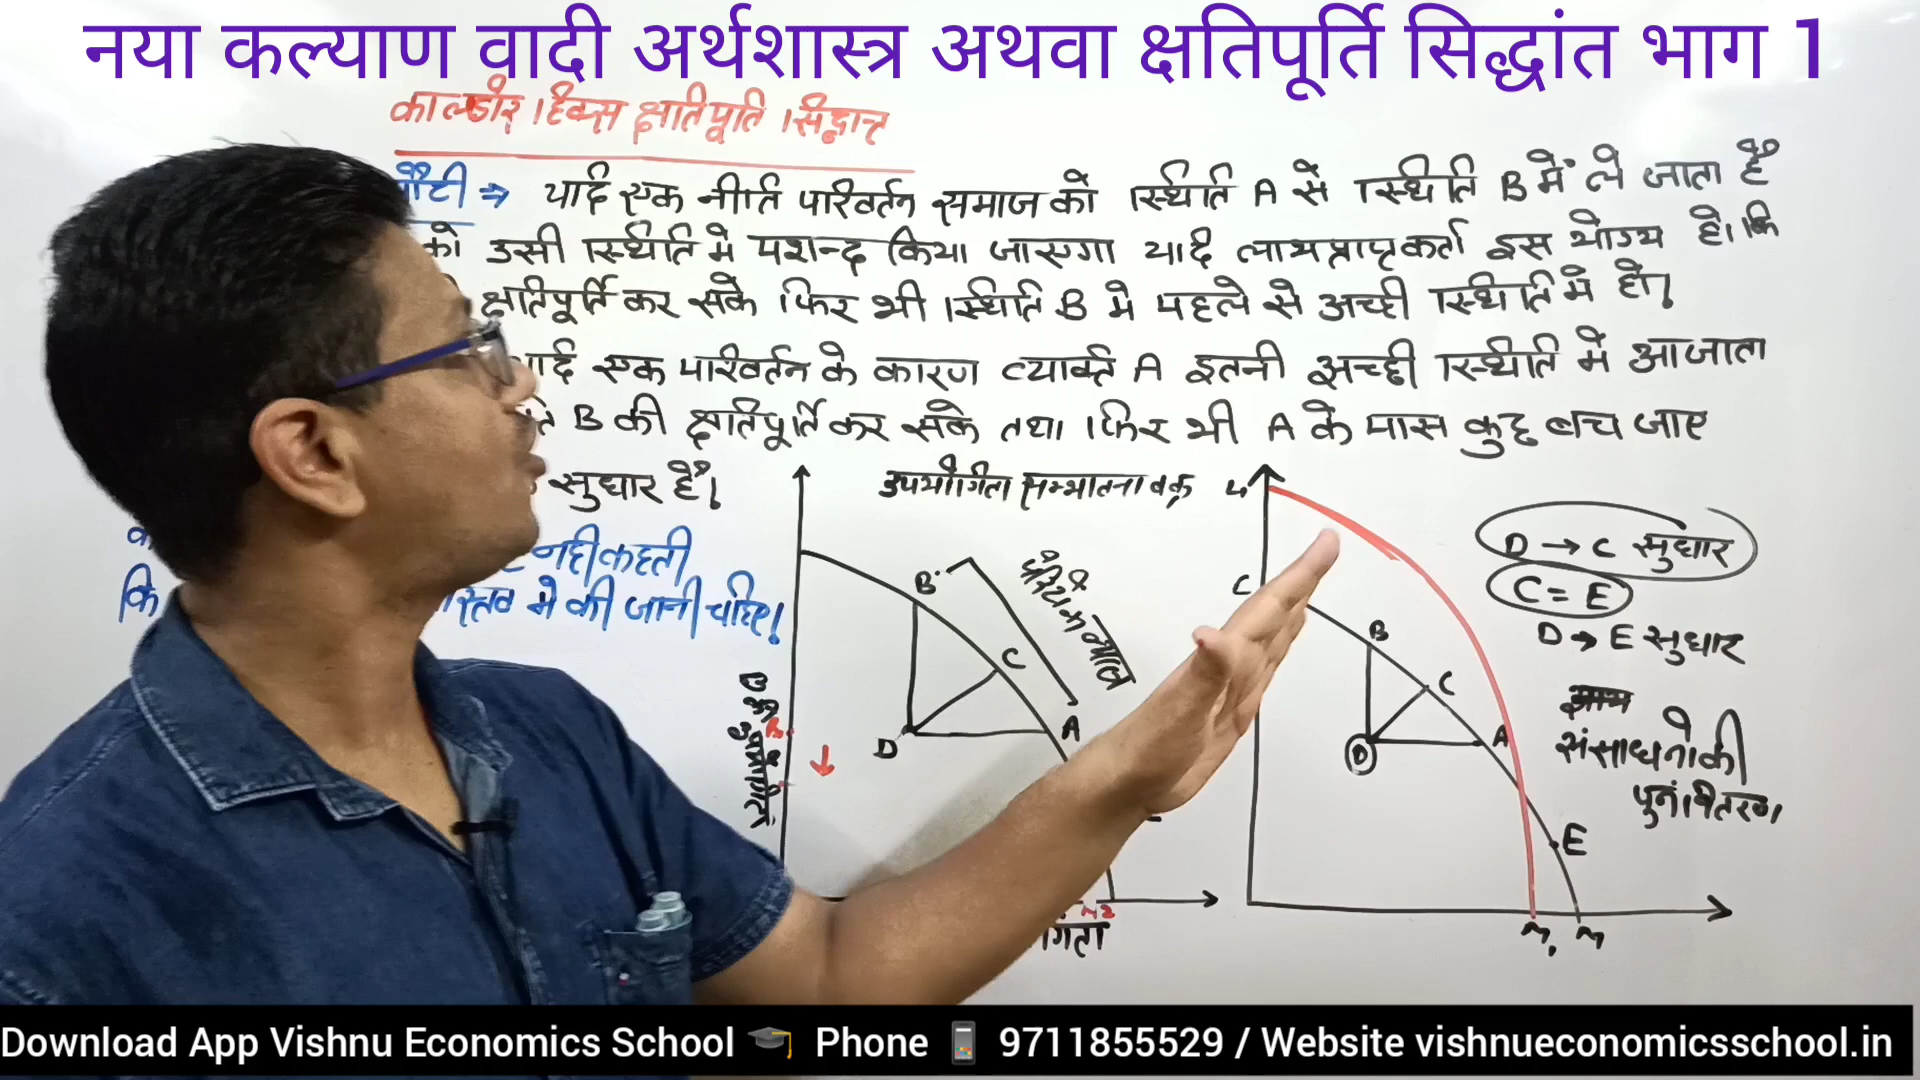 नया कल्याण वादी अर्थशास्त्र अथवा क्षतिपूर्ति सिद्धांत भाग 1
काल्डोर हिक्स क्षतिपूर्ति सिद्धान्त
⇒ यदि एक नीति परिवर्तन समाज को स्थिति A से स्थिति B में ले जाता है
को उसी स्थिति मे पशन्द किया जाएगा यदि लाभप्राप्तकर्ता इस योग्य हो कि
क्षतिपूर्ति कर सके फिर भी स्थिति B मे पहले से अच्छी स्थिति में हो।
यदि एक परिवर्तन के कारण व्यक्ति A इतनी अच्छी स्थिति मे आ जाता
B की क्षतिपूर्ति कर सके तथा फिर भी A के पास कुछ बच जाए
सुधार है।
नही कहती
कि
मे की जानी चाहिए।
उपयोगिता सम्भावना वक्र
B
C
A
D
B की उपयोगिता
C
B
C
D
A
E
D → C सुधार
C = E
D → E सुधार
संसाधनो की
पुनः वितरण
Download App Vishnu Economics School 🎓 Phone 📱 9711855529 / Website vishnueconomicsschool.in